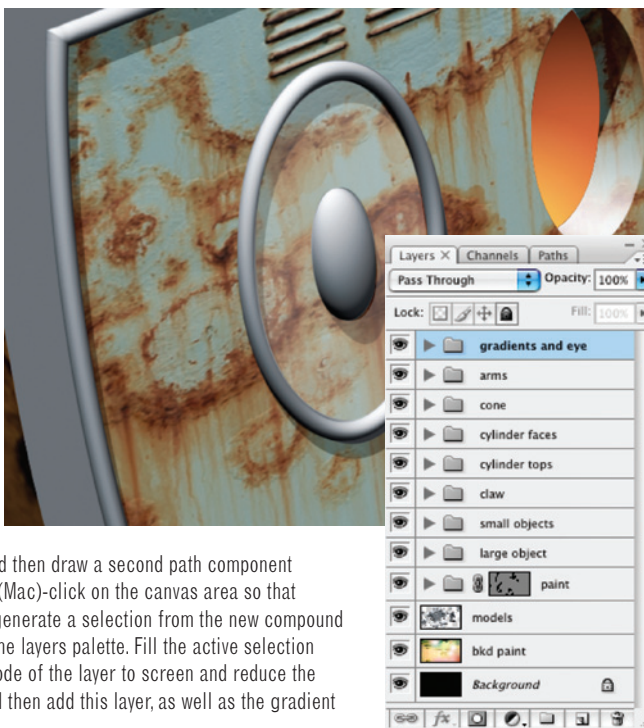 Layers × Channels Paths
Pass Through Opacity: 100%
Lock: Fill: 100%
gradients and eye
arms
cone
cylinder faces
cylinder tops
claw
small objects
large object
paint
models
bkd paint
Background
fx.
d then draw a second path component
(Mac)-click on the canvas area so that
generate a selection from the new compound
he layers palette. Fill the active selection
ode of the layer to screen and reduce the
d then add this layer, as well as the gradient